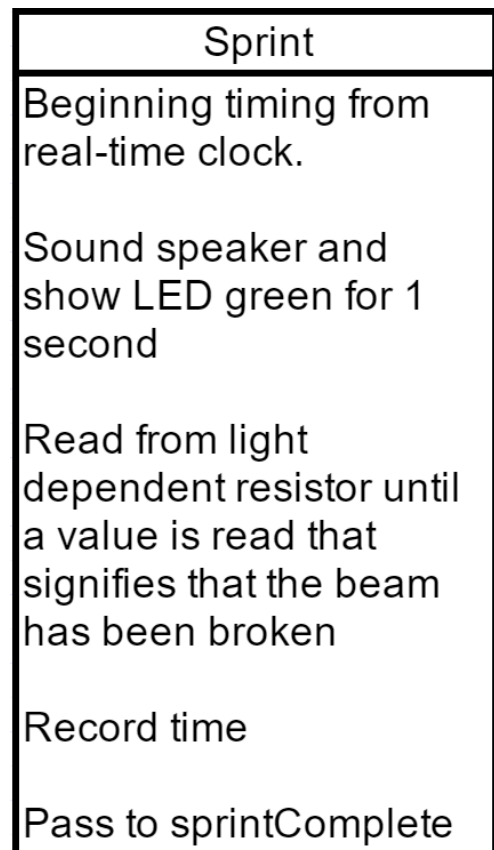 Sprint
Beginning timing from
real-time clock.
Sound speaker and
show LED green for 1
second
Read from light
dependent resistor until
a value is read that
signifies that the beam
has been broken
Record time
Pass to sprintComplete